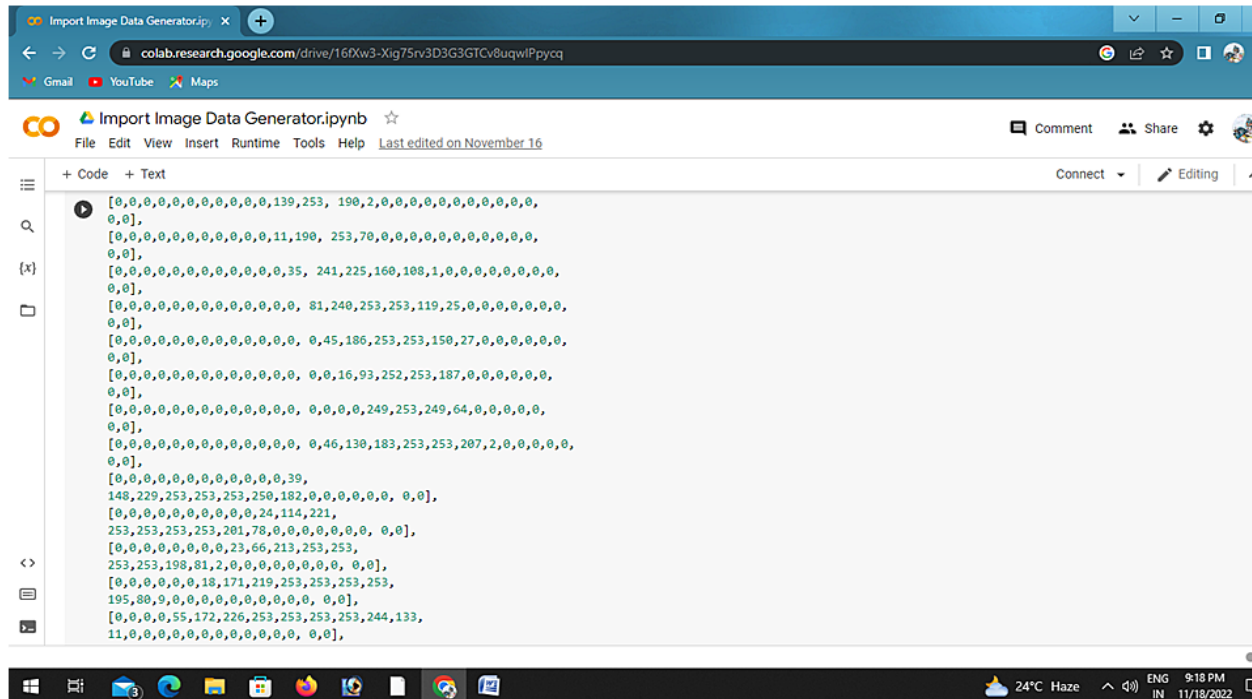 Import Image Data Generator.ip
colab.research.google.com/drive/16fXw3-Xig75rv3D3G3GTCv8uqwIPpycq
Gmail YouTube Maps
Import Image Data Generator.ipynb
Comment Share
File Edit View Insert Runtime Tools Help Last edited on November 16
+ Code + Text Connect Editing
[0,0,0,0,0,0,0,0,0,0,0,139,253, 190,2,0,0,0,0,0,0,0,0,0,0,0,
0,0],
[0,0,0,0,0,0,0,0,0,0,0,11,190, 253,70,0,0,0,0,0,0,0,0,0,0,0,
0,0],
[0,0,0,0,0,0,0,0,0,0,0,0,35, 241,225,160,108,1,0,0,0,0,0,0,0,0,
0,0],
[0,0,0,0,0,0,0,0,0,0,0,0,0, 81,240,253,253,119,25,0,0,0,0,0,0,0,
0,0],
[0,0,0,0,0,0,0,0,0,0,0,0,0, 0,45,186,253,253,150,27,0,0,0,0,0,0,
0,0],
[0,0,0,0,0,0,0,0,0,0,0,0,0, 0,0,16,93,252,253,187,0,0,0,0,0,0,
0,0],
[0,0,0,0,0,0,0,0,0,0,0,0,0, 0,0,0,0,249,253,249,64,0,0,0,0,0,
0,0],
[0,0,0,0,0,0,0,0,0,0,0,0,0, 0,46,130,183,253,253,207,2,0,0,0,0,0,
0,0],
[0,0,0,0,0,0,0,0,0,0,0,0,39,
148,229,253,253,253,250,182,0,0,0,0,0,0, 0,0],
[0,0,0,0,0,0,0,0,0,0,24,114,221,
253,253,253,253,201,78,0,0,0,0,0,0,0, 0,0],
[0,0,0,0,0,0,0,0,23,66,213,253,253,
253,253,198,81,2,0,0,0,0,0,0,0,0, 0,0],
[0,0,0,0,0,0,18,171,219,253,253,253,253,
195,80,9,0,0,0,0,0,0,0,0,0,0, 0,0],
[0,0,0,0,55,172,226,253,253,253,253,244,133,
11,0,0,0,0,0,0,0,0,0,0,0,0, 0,0],
24°C Haze ENG 9:18 PM
IN 11/18/2022